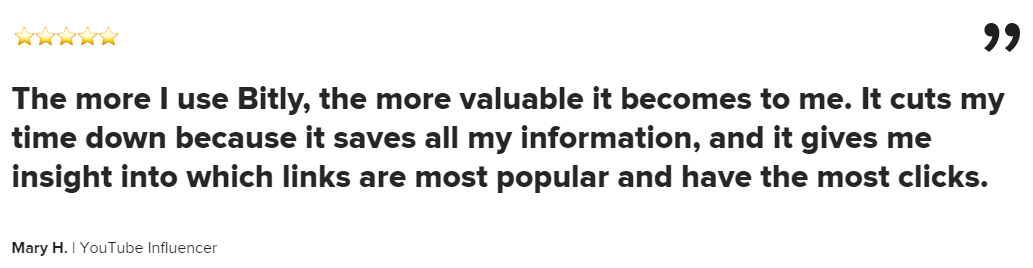 ”
The more I use Bitly, the more valuable it becomes to me. It cuts my
time down because it saves all my information, and it gives me
insight into which links are most popular and have the most clicks.
Mary H. | YouTube Influencer